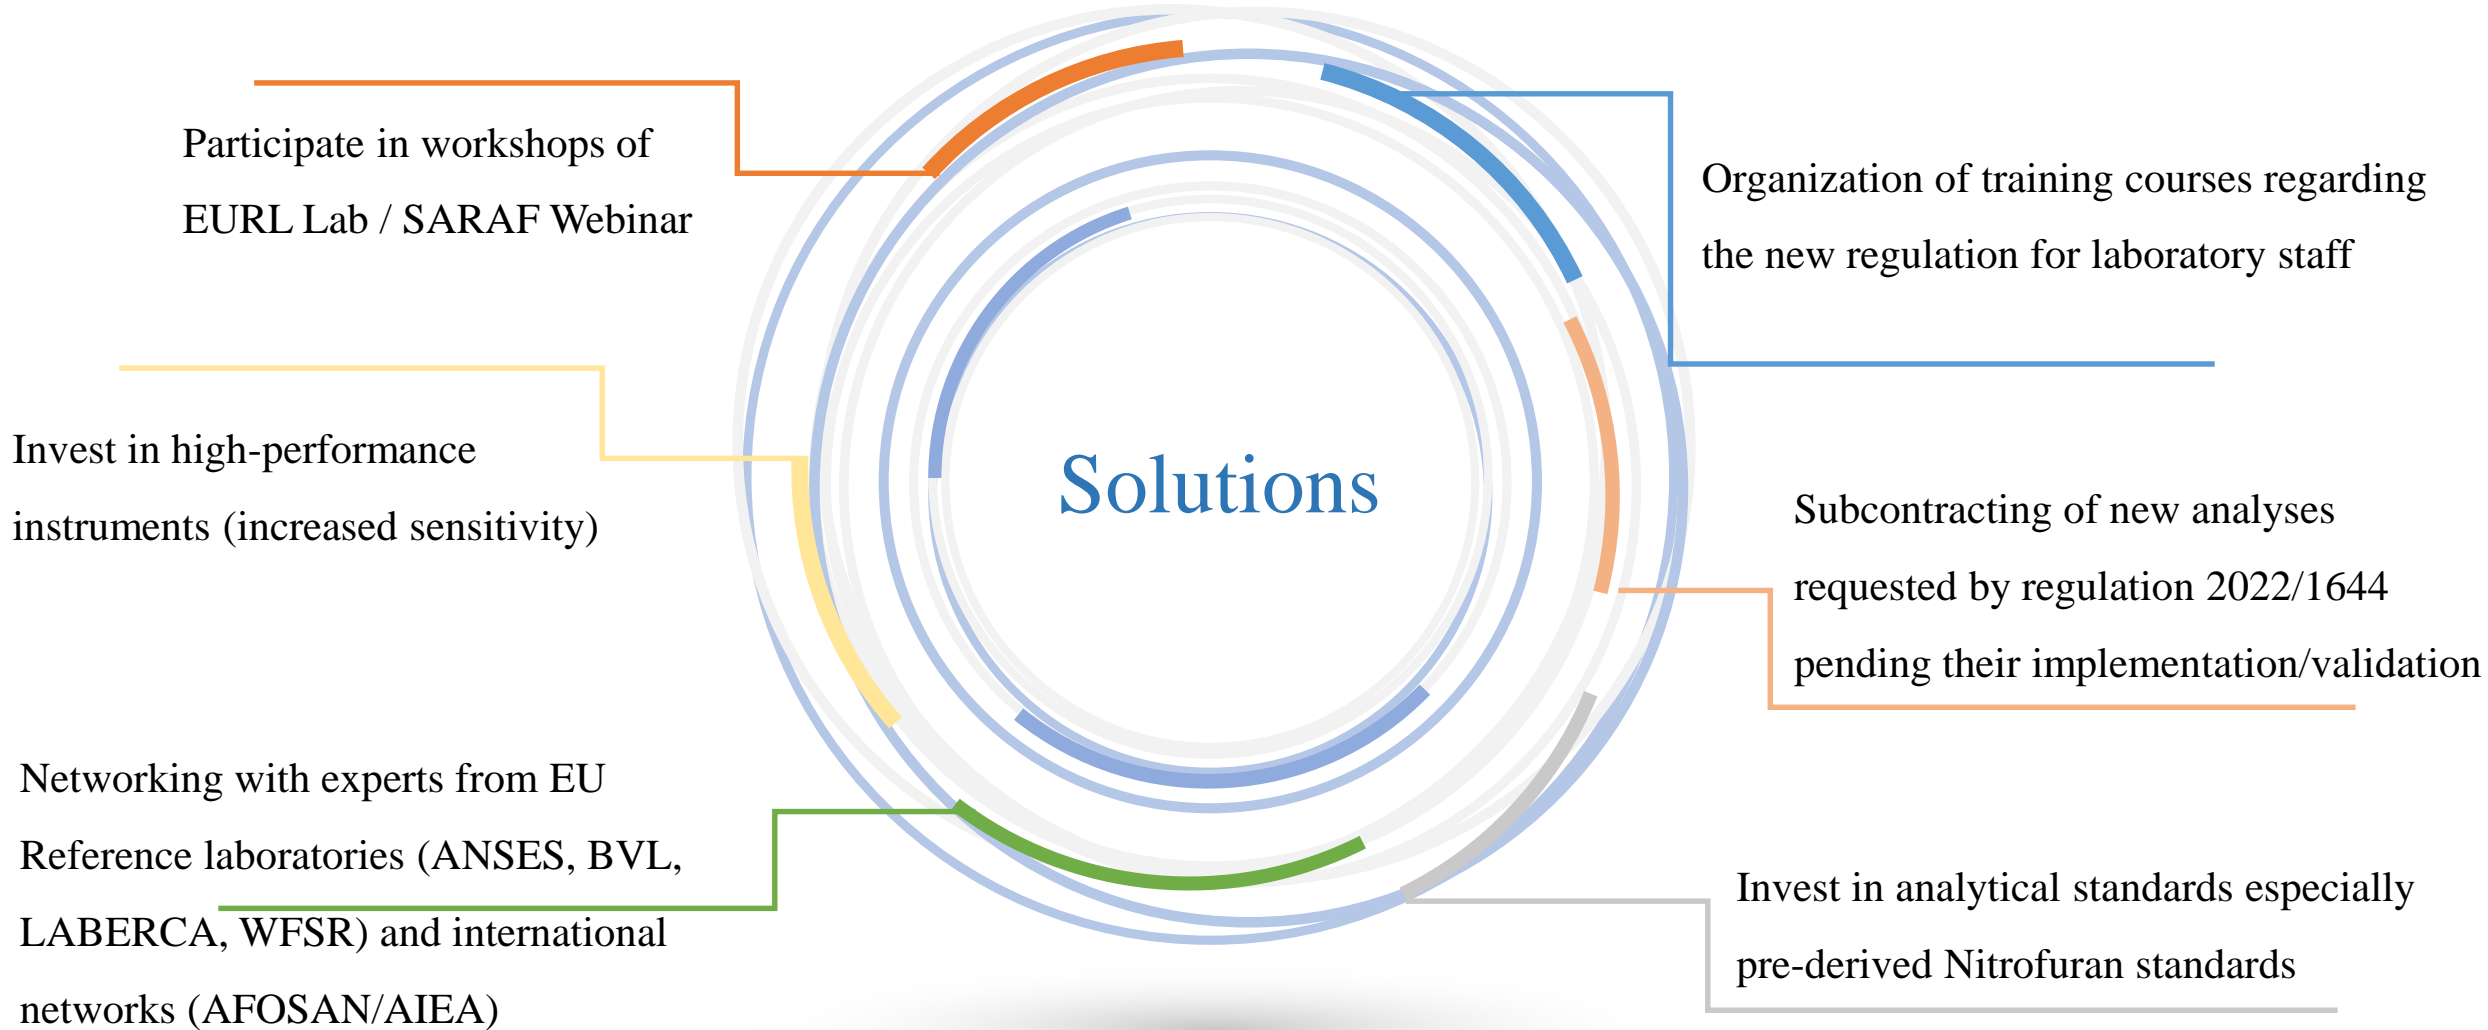 Participate in workshops of
EURL Lab / SARAF Webinar
Invest in high-performance
instruments (increased sensitivity)
Networking with experts from EU
Reference laboratories (ANSES, BVL,
LABERCA, WFSR) and international
networks (AFOSAN/AIEA)
Solutions
Organization of training courses regarding
the new regulation for laboratory staff
Subcontracting of new analyses
requested by regulation 2022/1644
pending their implementation/validation
Invest in analytical standards especially
pre-derived Nitrofuran standards